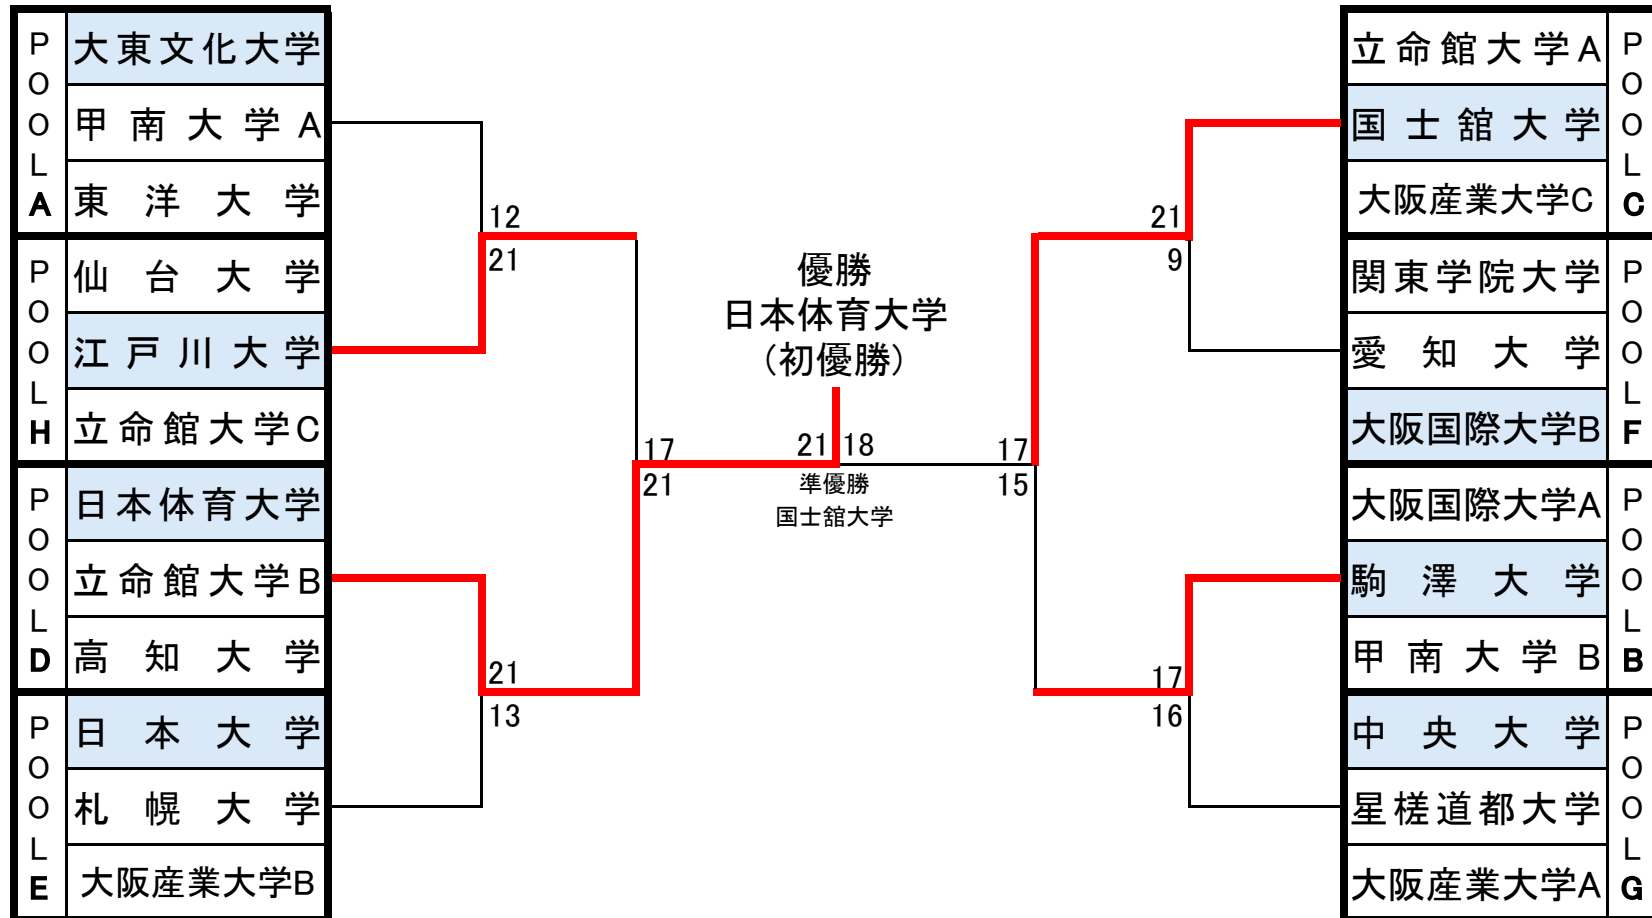 POOL A
大東文化大学
甲南大学A
東洋大学
POOL H
仙台大学
江戸川大学
立命館大学C
POOL D
日本体育大学
立命館大学B
高知大学
POOL E
日本大学
札幌大学
大阪産業大学B
12
21
17
21
21
13
優勝
日本体育大学
(初優勝)
21 18
準優勝
国士舘大学
21
9
17
15
17
16
立命館大学A
国士舘大学
大阪産業大学C
POOL C
関東学院大学
愛知大学
大阪国際大学B
POOL F
大阪国際大学A
駒澤大学
甲南大学B
POOL B
中央大学
星槎道都大学
大阪産業大学A
POOL G